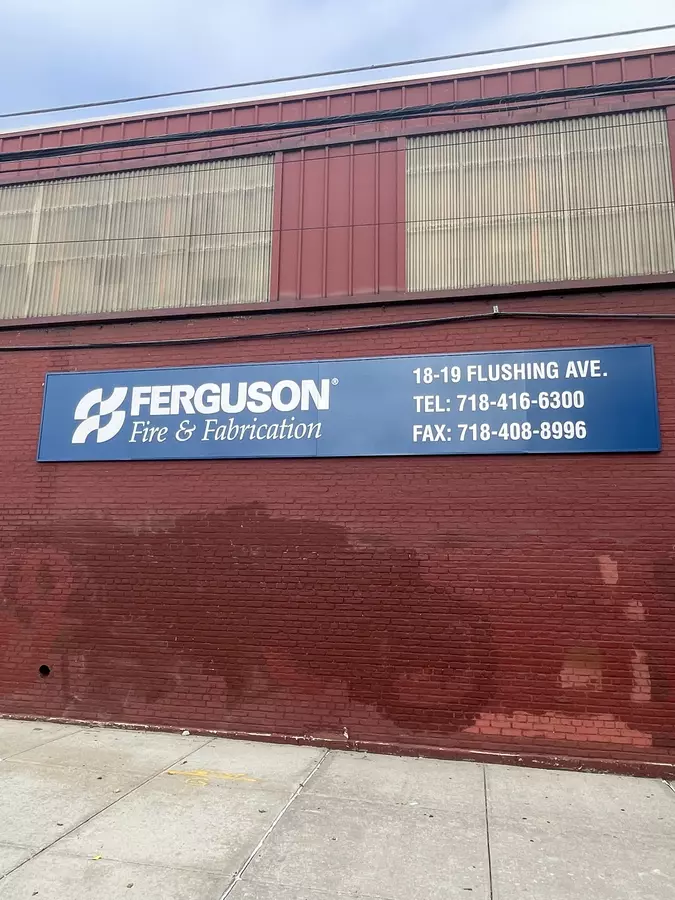 FERGUSON®
Fire & Fabrication
18-19 FLUSHING AVE.
TEL: 718-416-6300
FAX: 718-408-8996